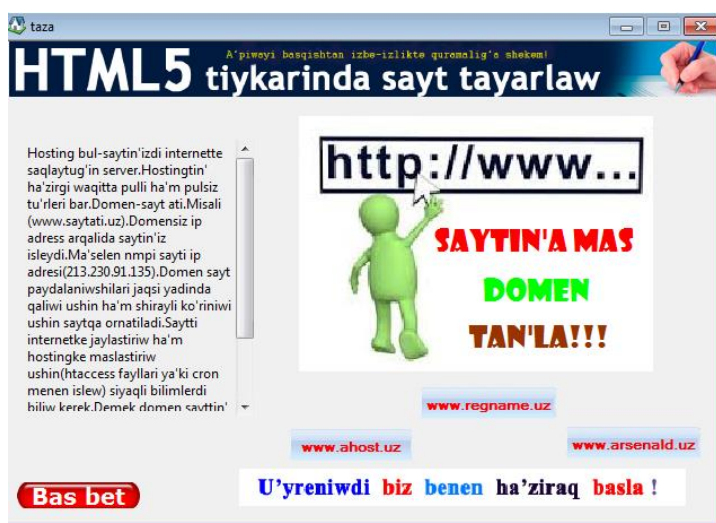 taza
A'piwayi basqishtan izbe-izlikte quramalig'a shekem!
HTML5 tiykarinda sayt tayarlaw
Hosting bul-saytin'izdi internette
saqlaytug'in server.Hostingtin'
ha'zirgi waqitta pulli ha'm pulsiz
tu'rleri bar.Domen-sayt ati.Misali
(www.saytati.uz).Domensiz ip
adress arqalida saytin'iz
isleydi.Ma'selen nmpi sayti ip
adresi(213.230.91.135).Domen sayt
paydalaniwshilari jaqsi yadinda
qaliwi ushin ha'm shirayli ko'riniwi
ushin saytqa ornatiladi.Saytti
internetke jaylastiriw ha'm
hostingke maslastiriw
ushin(htaccess fayllari ya'ki cron
menen islew) siyaqli bilimlerdi
biliw kerek.Demek domen sayttin'
http://www...
SAYTIN'A MAS
DOMEN
TAN'LA!!!
www.regname.uz
www.ahost.uz
www.arsenald.uz
Bas bet
U'yreniwdi biz benen ha'ziraq basla !